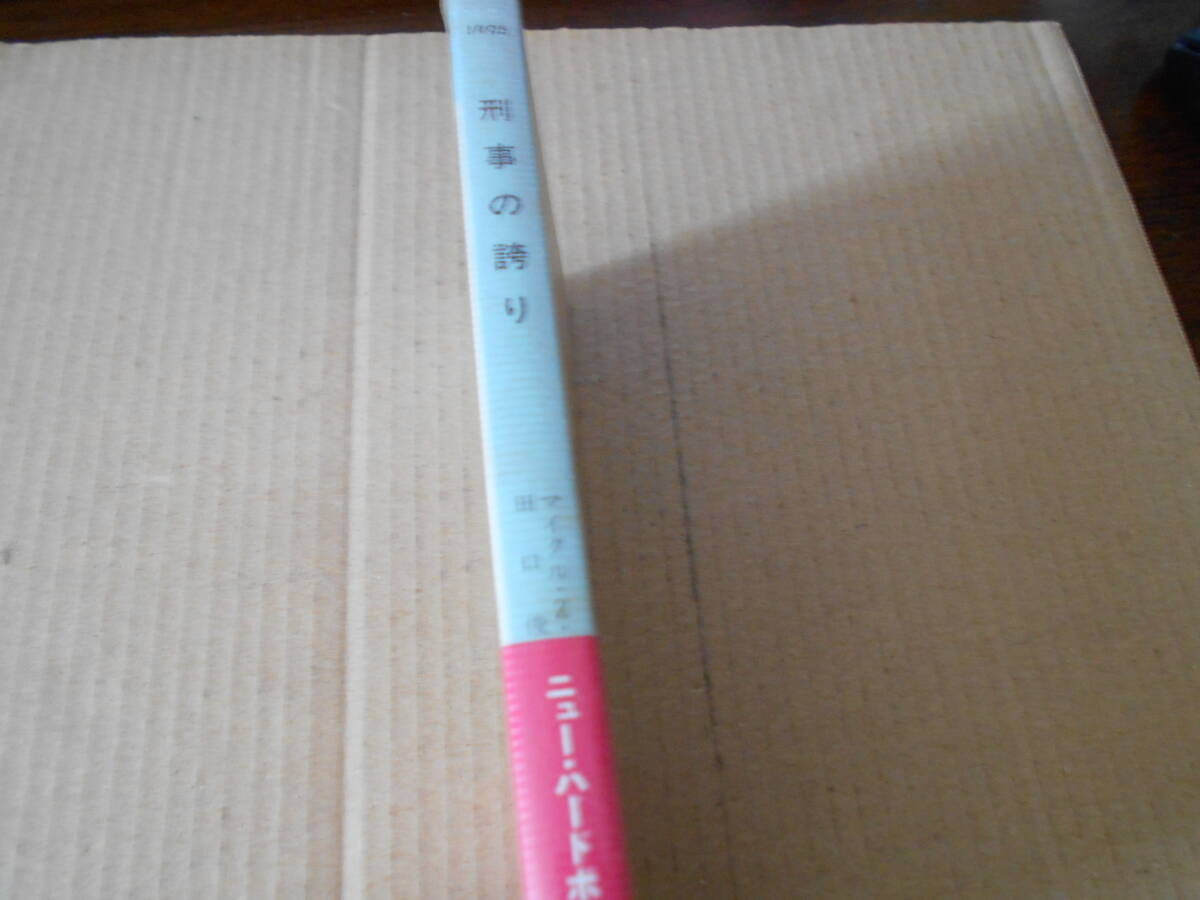 刑事の誇り
マイクル・Z・
田口俊
ニュー・ハードボ